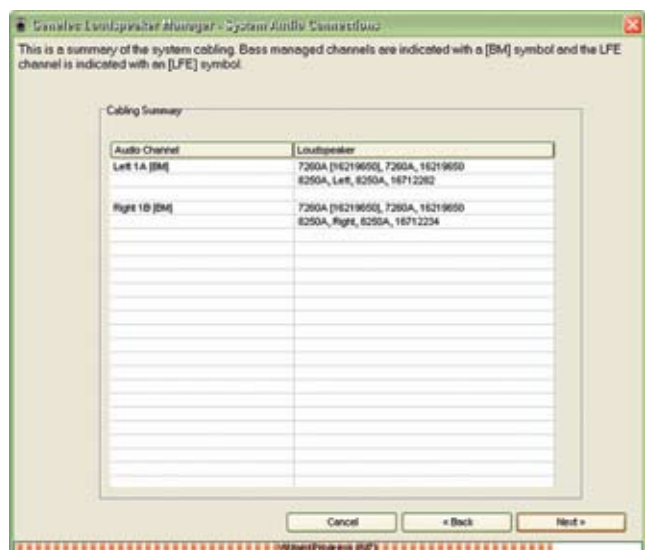 Genelec Loudspeaker Manager - System Audio Connections
This is a summary of the system cabling. Bass managed channels are indicated with a [BM] symbol and the LFE
channel is indicated with an [LFE] symbol.
Cabling Summary
Audio Channel Loudspeaker
Left 1A [BM] 7260A [16219650], 7260A, 16219650
8250A, Left, 8250A, 16712262
Right 1B [BM] 7260A [16219650], 7260A, 16219650
8250A, Right, 8250A, 16712234
Cancel < Back Next >
Wizard Progress